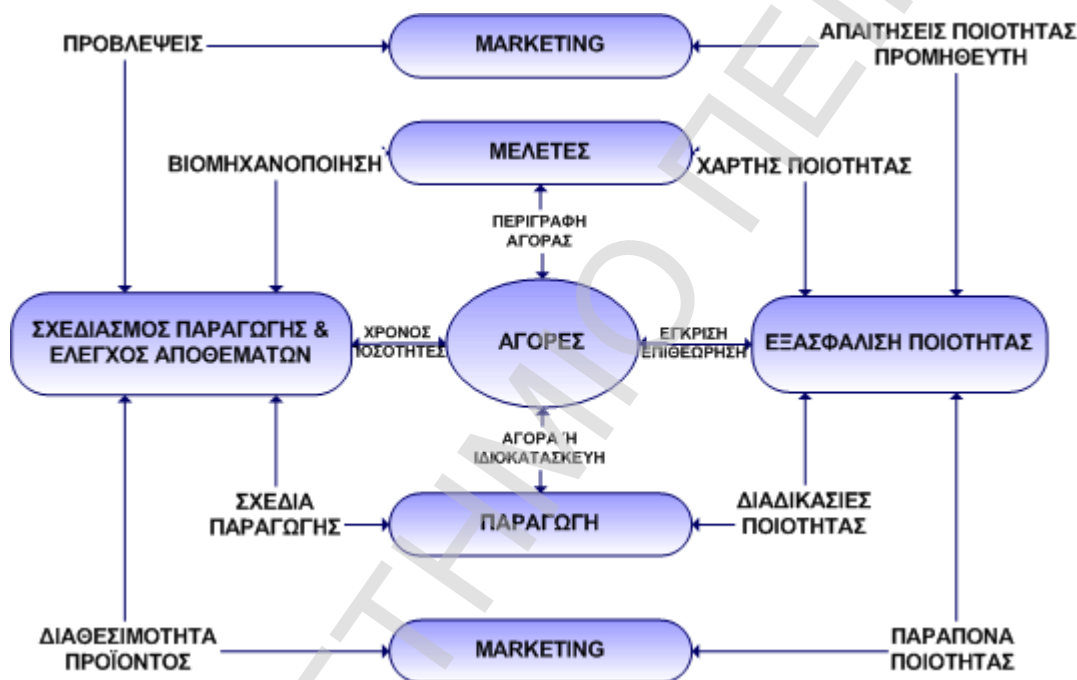 ΠΡΟΒΛΕΨΕΙΣ
MARKETING
ΑΠΑΙΤΗΣΕΙΣ ΠΟΙΟΤΗΤΑΣ
ΠΡΟΜΗΘΕΥΤΗ
ΒΙΟΜΗΧΑΝΟΠΟΙΗΣΗ
ΜΕΛΕΤΕΣ
ΧΑΡΤΗΣ ΠΟΙΟΤΗΤΑΣ
ΠΕΡΙΓΡΑΦΗ
ΑΓΟΡΑΣ
ΣΧΕΔΙΑΣΜΟΣ ΠΑΡΑΓΩΓΗΣ &
ΕΛΕΓΧΟΣ ΑΠΟΘΕΜΑΤΩΝ
ΧΡΟΝΟΣ
ΠΟΣΟΤΗΤΕΣ
ΑΓΟΡΕΣ
ΕΓΚΡΙΣΗ
ΕΠΙΘΕΩΡΗΣΗ
ΕΞΑΣΦΑΛΙΣΗ ΠΟΙΟΤΗΤΑΣ
ΑΓΟΡΑ Ή
ΙΔΙΟΚΑΤΑΣΚΕΥΗ
ΣΧΕΔΙΑ
ΠΑΡΑΓΩΓΗΣ
ΠΑΡΑΓΩΓΗ
ΔΙΑΔΙΚΑΣΙΕΣ
ΠΟΙΟΤΗΤΑΣ
ΔΙΑΘΕΣΙΜΟΤΗΤΑ
ΠΡΟΪΟΝΤΟΣ
MARKETING
ΠΑΡΑΠΟΝΑ
ΠΟΙΟΤΗΤΑΣ